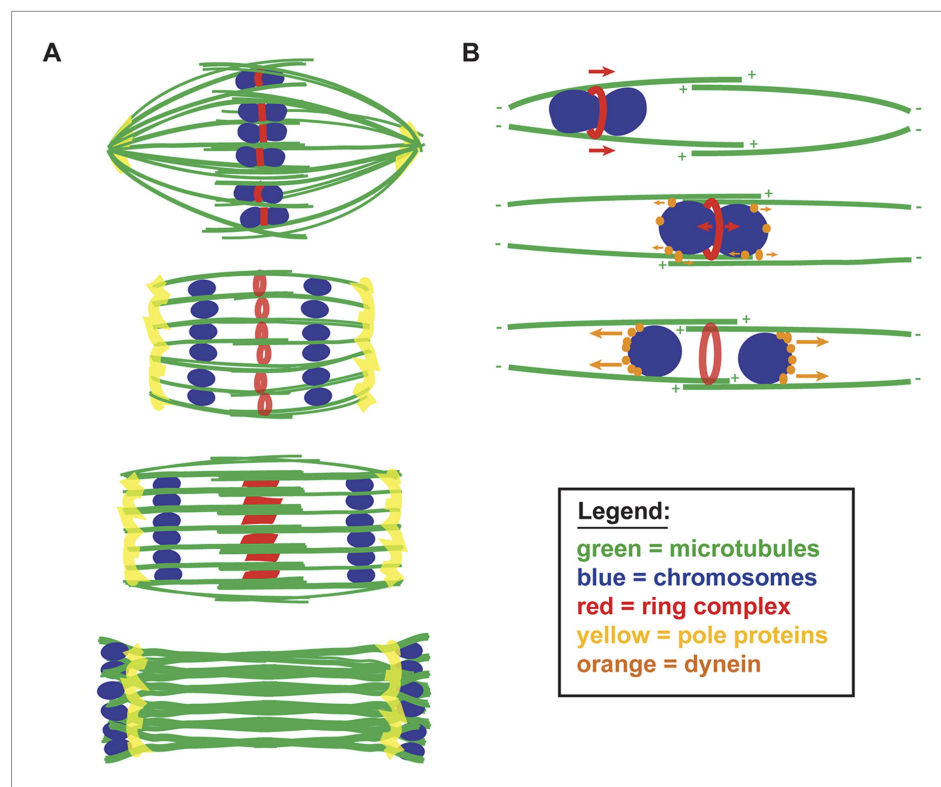 A
B
+
+
-
-
-
-
+
+
+
-
-
-
-
+
+
+
-
-
-
-
+
+
Legend:
green = microtubules
blue = chromosomes
red = ring complex
yellow = pole proteins
orange = dynein